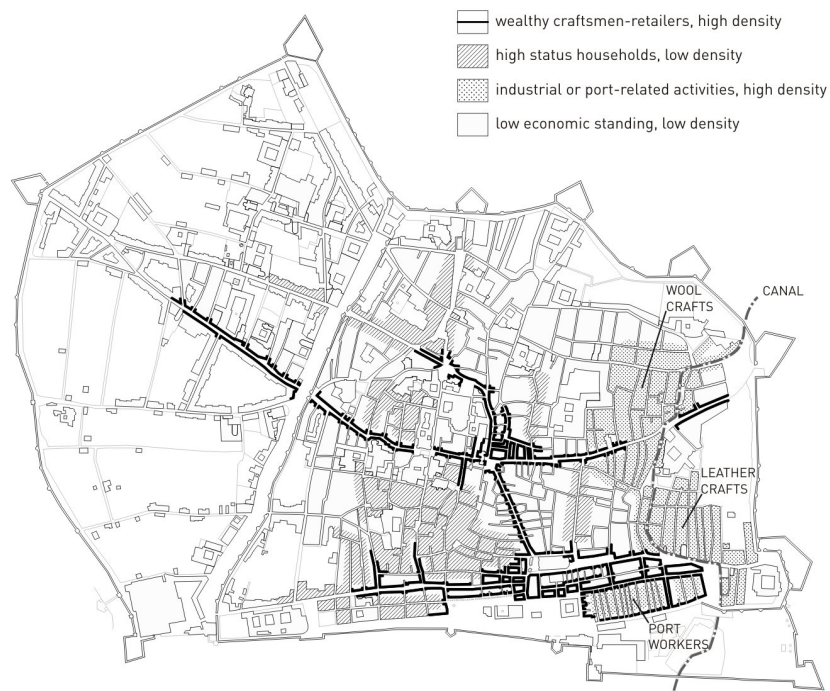 wealthy craftsmen-retailers, high density
high status households, low density
industrial or port-related activities, high density
low economic standing, low density
WOOL
CRAFTS
CANAL
LEATHER
CRAFTS
PORT
WORKERS